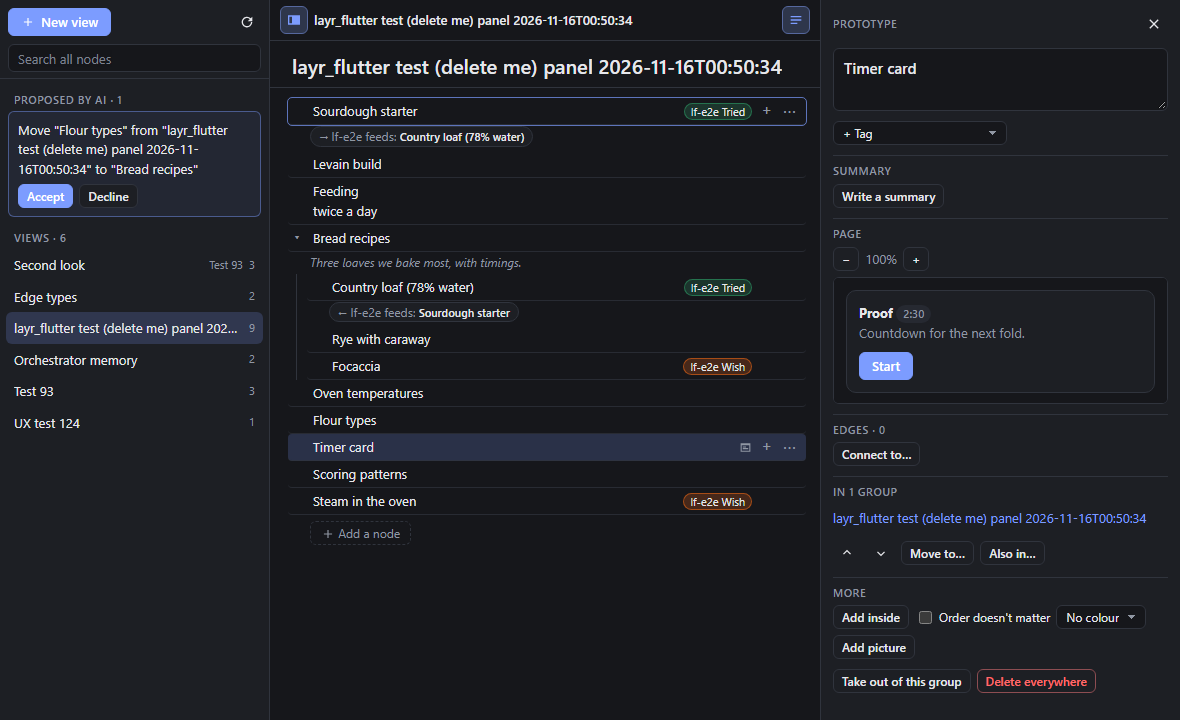 + New view
Search all nodes
PROPOSED BY AI · 1
Move "Flour types" from "layr_flutter
test (delete me) panel 2026-11-
16T00:50:34" to "Bread recipes"
Accept
Decline
VIEWS · 6
Second look Test 93 3
Edge types 2
layr_flutter test (delete me) panel 202... 9
Orchestrator memory 2
Test 93 3
UX test 124 1
layr_flutter test (delete me) panel 2026-11-16T00:50:34
layr_flutter test (delete me) panel 2026-11-16T00:50:34
Sourdough starter lf-e2e Tried + ...
→ lf-e2e feeds: Country loaf (78% water)
Levain build
Feeding
twice a day
Bread recipes
Three loaves we bake most, with timings.
Country loaf (78% water) lf-e2e Tried
← lf-e2e feeds: Sourdough starter
Rye with caraway
Focaccia lf-e2e Wish
Oven temperatures
Flour types
Timer card + ...
Scoring patterns
Steam in the oven lf-e2e Wish
+ Add a node
PROTOTYPE
Timer card
+ Tag
SUMMARY
Write a summary
PAGE
– 100% +
Proof 2:30
Countdown for the next fold.
Start
EDGES · 0
Connect to...
IN 1 GROUP
layr_flutter test (delete me) panel 2026-11-16T00:50:34
Move to... Also in...
MORE
Add inside Order doesn't matter No colour
Add picture
Take out of this group Delete everywhere